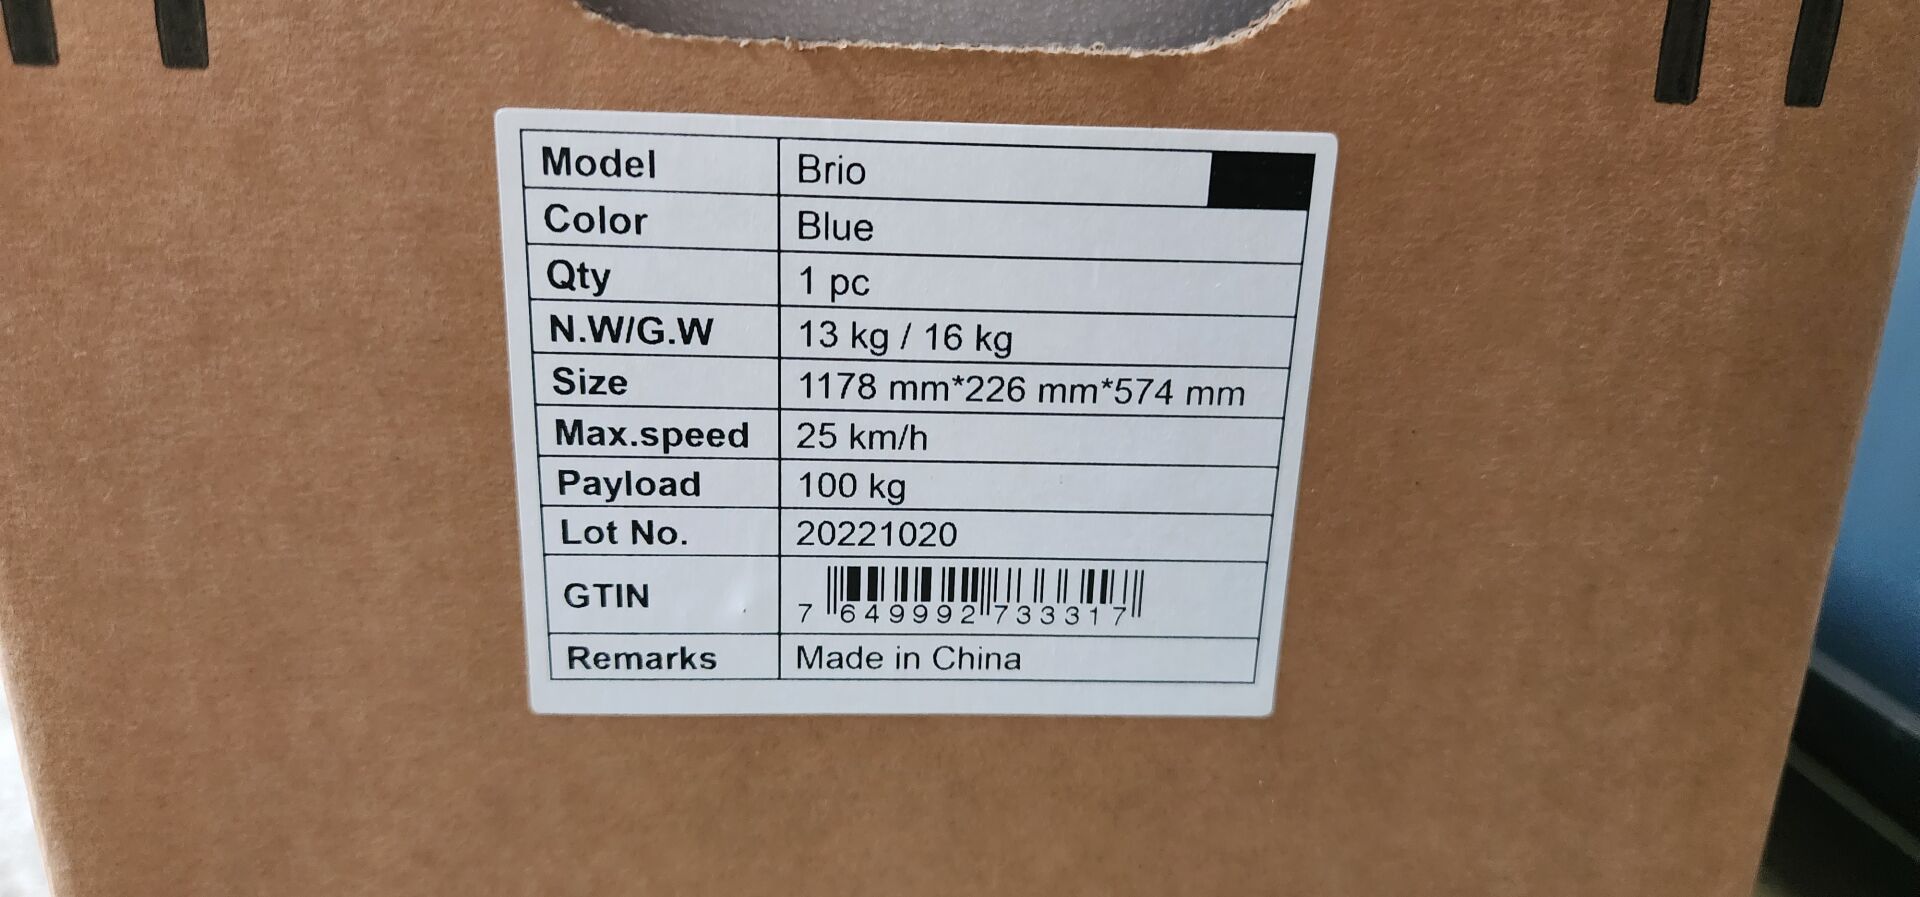 Model Brio
Color Blue
Qty 1 pc
N.W/G.W 13 kg / 16 kg
Size 1178 mm*226 mm*574 mm
Max.speed 25 km/h
Payload 100 kg
Lot No. 20221020
GTIN 7 649992 733317
Remarks Made in China